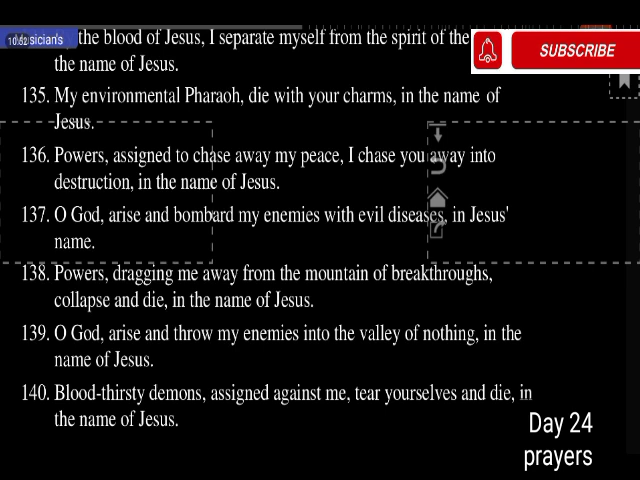 Musician's
10:52
the blood of Jesus, I separate myself from the spirit of the
SUBSCRIBE
the name of Jesus.
135. My environmental Pharaoh, die with your charms, in the name of
Jesus.
136. Powers, assigned to chase away my peace, I chase you away into
destruction, in the name of Jesus.
137. O God, arise and bombard my enemies with evil diseases, in Jesus'
name.
138. Powers, dragging me away from the mountain of breakthroughs,
collapse and die, in the name of Jesus.
139. O God, arise and throw my enemies into the valley of nothing, in the
name of Jesus.
140. Blood-thirsty demons, assigned against me, tear yourselves and die, in
the name of Jesus.
Day 24
prayers